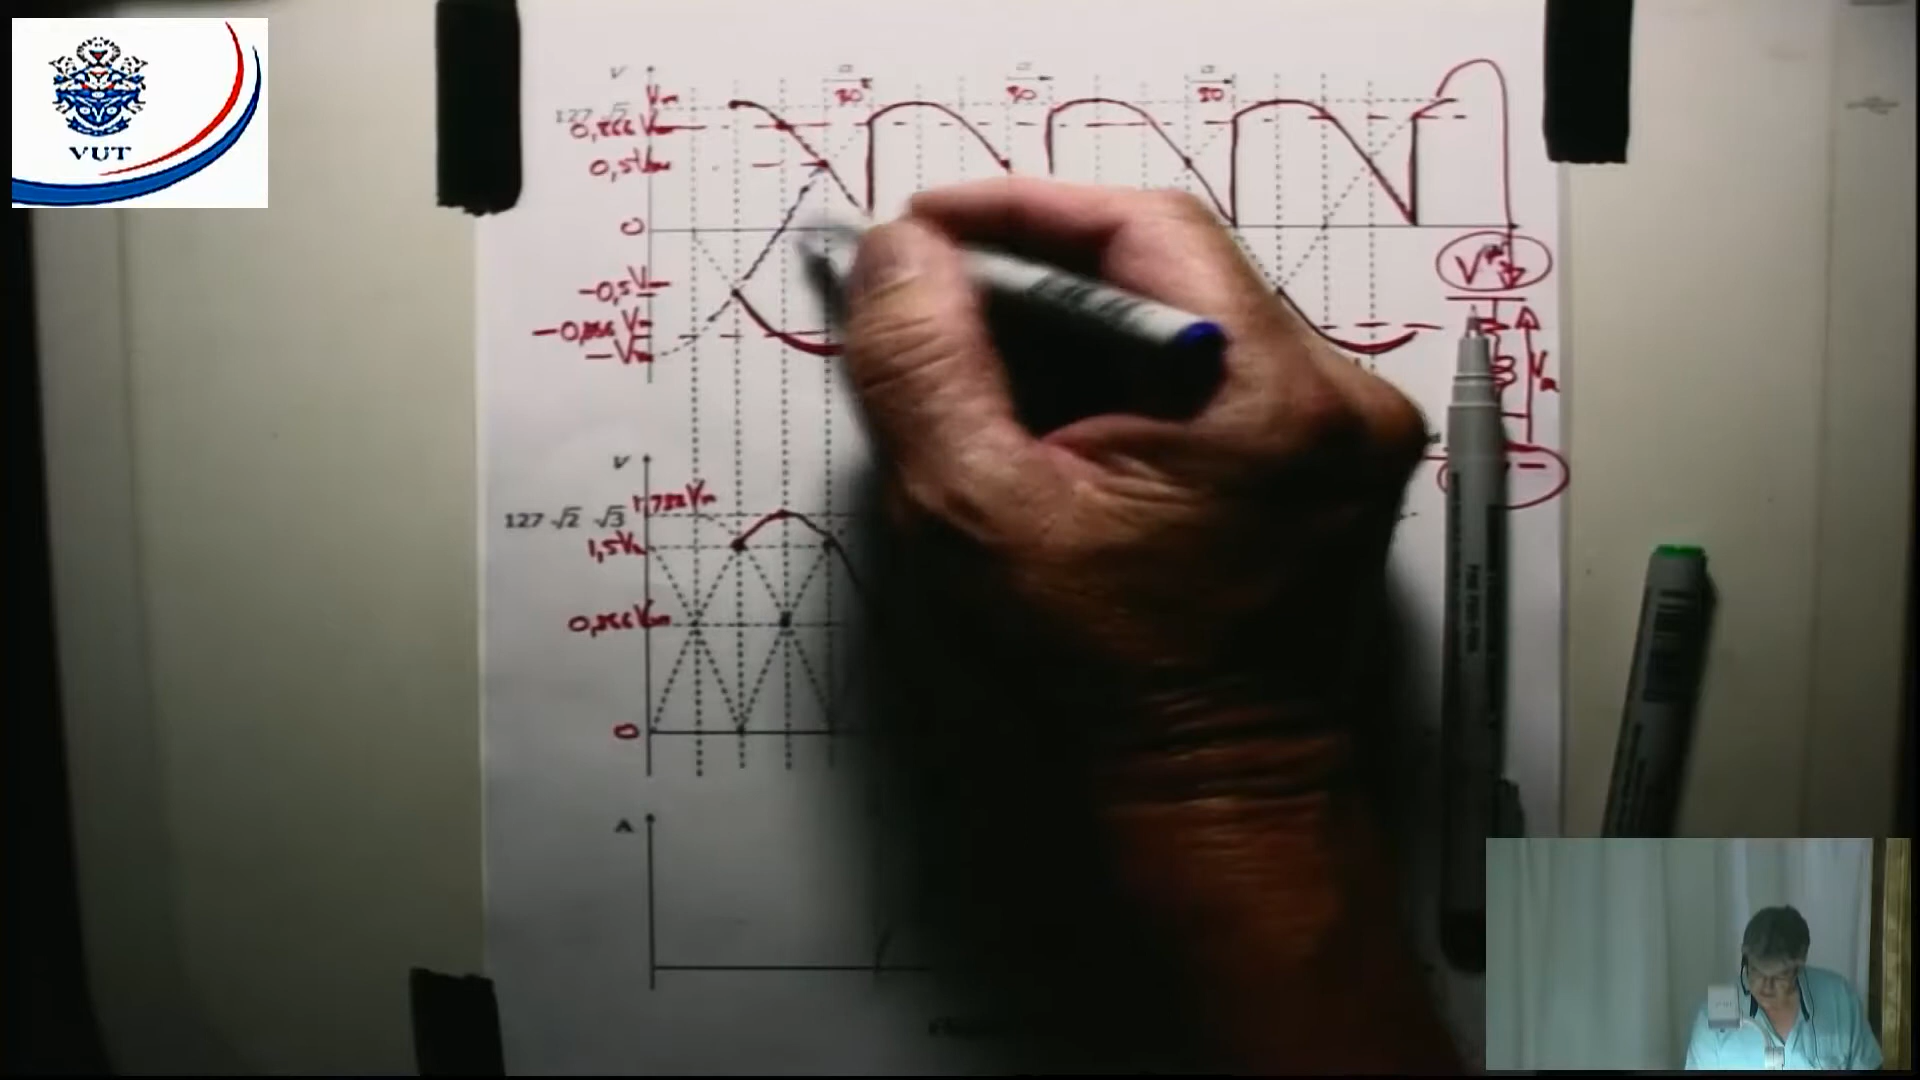 VUT
V
α
α
α
Vm
30°
30
30
127 √2
0,866 Vm
0,5 Vm
0
-0,5 Vm
-0,866 Vm
-Vm
Vm
V
1,732 Vm
127 √2 √3
1,5 Vm
0,866 Vm
0
A